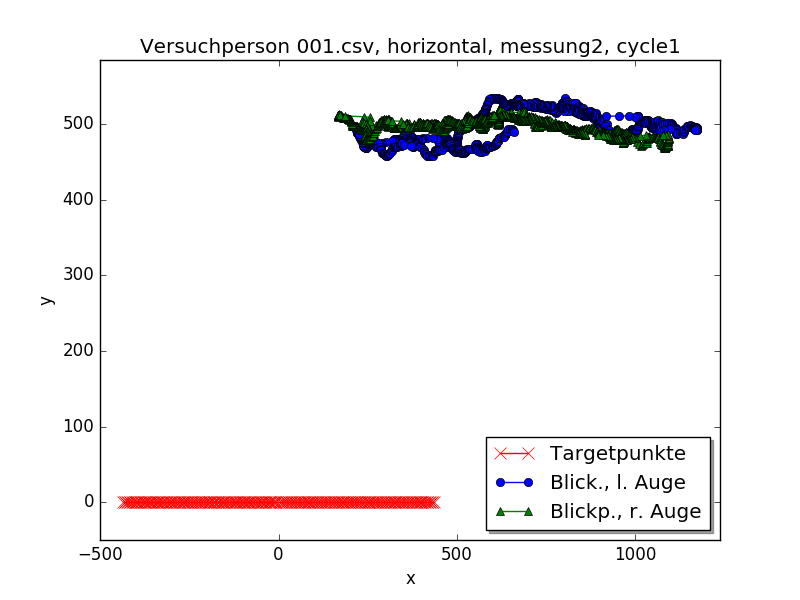 Versuchperson 001.csv, horizontal, messung2, cycle1
500
400
300
200
100
0
y
−500 0 500 1000
x
Targetpunkte
Blick., l. Auge
Blickp., r. Auge